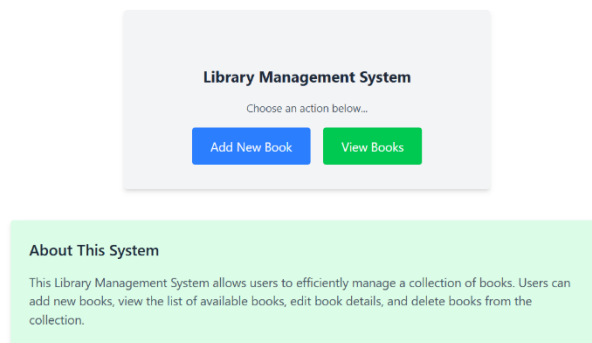 Library Management System
Choose an action below...
Add New Book
View Books
About This System
This Library Management System allows users to efficiently manage a collection of books. Users can
add new books, view the list of available books, edit book details, and delete books from the
collection.